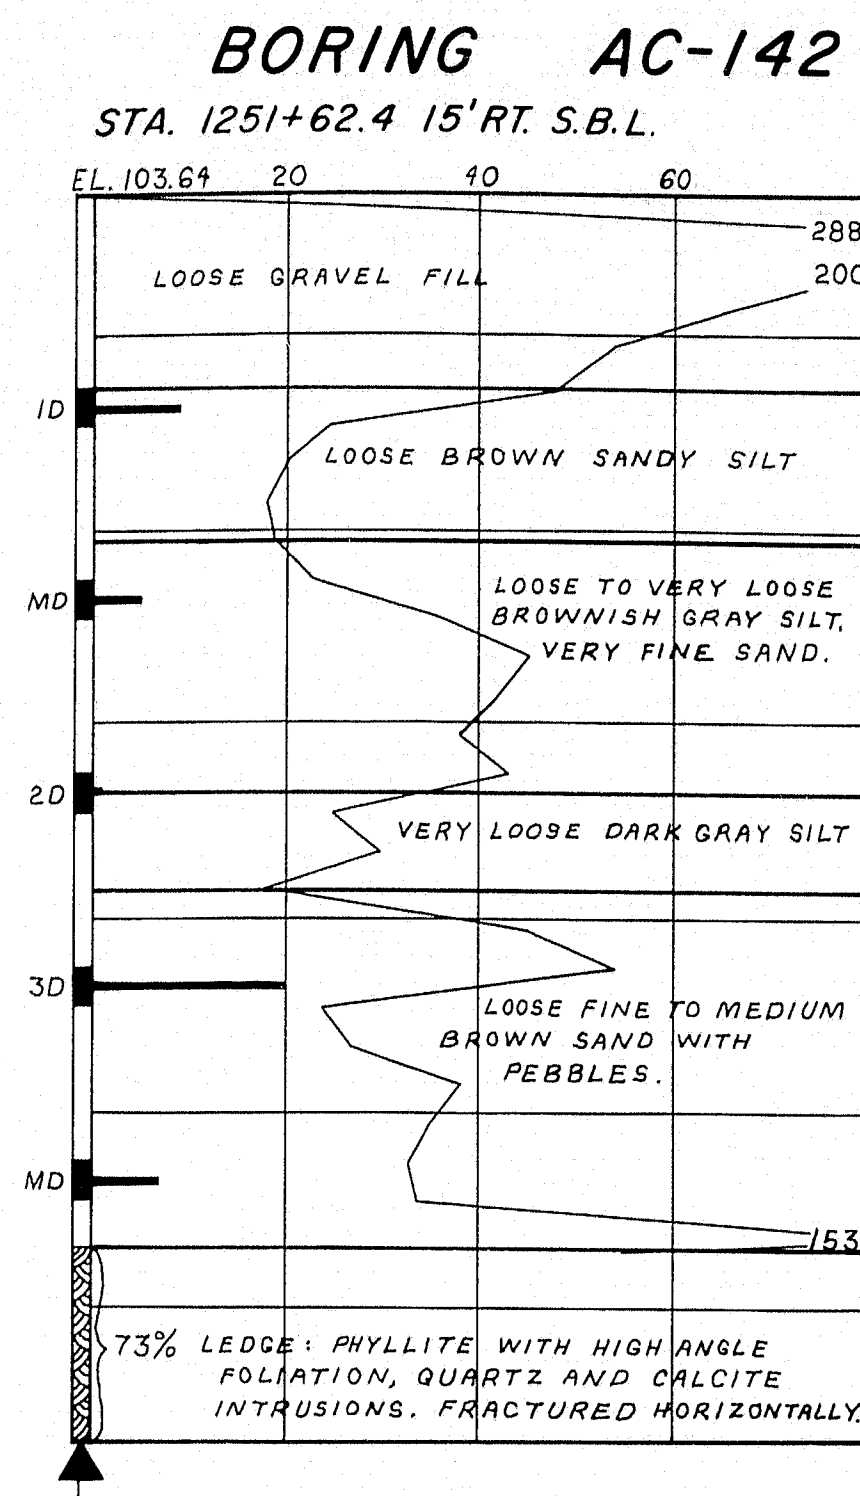 BORING AC-142
STA. 1251+62.4 15' RT. S.B.L.
EL. 103.64 20 40 60
288
200
LOOSE GRAVEL FILL
1D
LOOSE BROWN SANDY SILT
MD
LOOSE TO VERY LOOSE
BROWNISH GRAY SILT.
VERY FINE SAND.
2D
VERY LOOSE DARK GRAY SILT
3D
LOOSE FINE TO MEDIUM
BROWN SAND WITH
PEBBLES.
MD
153
73% LEDGE: PHYLLITE WITH HIGH ANGLE
FOLIATION, QUARTZ AND CALCITE
INTRUSIONS. FRACTURED HORIZONTALLY.